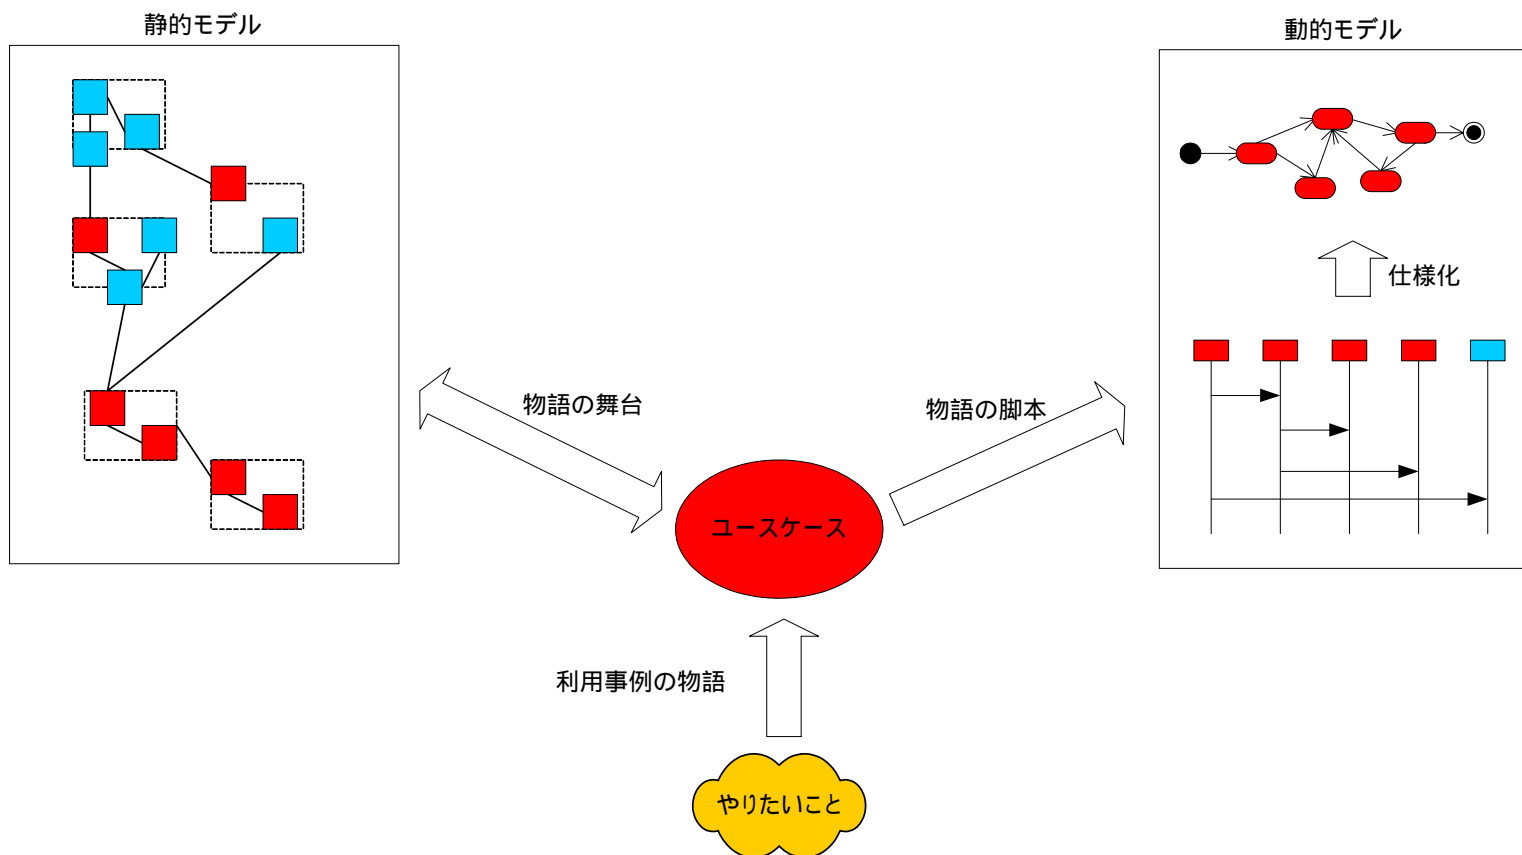 静的モデル
動的モデル
仕様化
物語の舞台
物語の脚本
ユースケース
利用事例の物語
やりたいこと